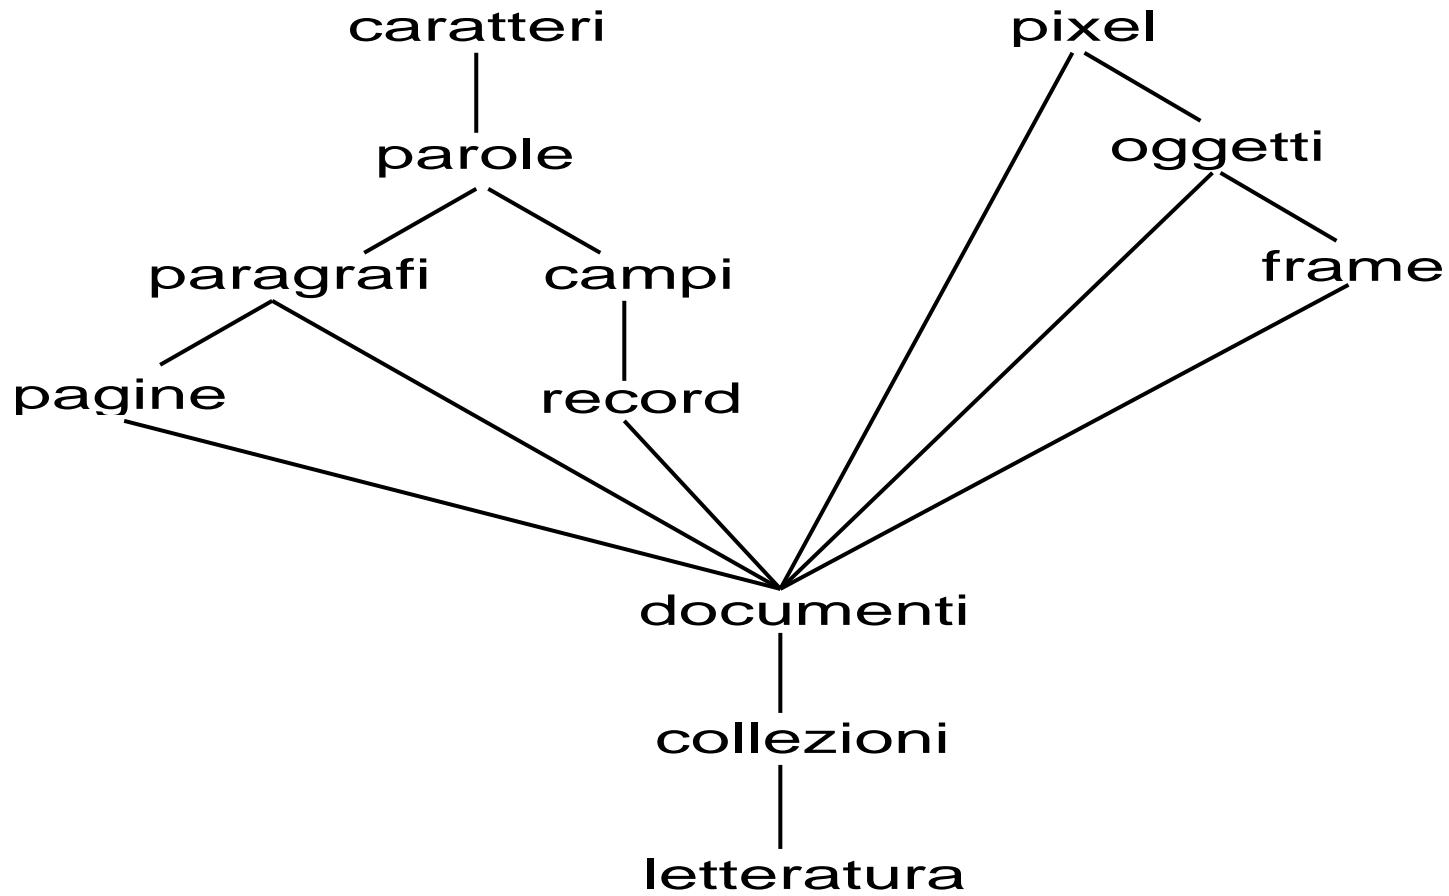 caratteri
pixel
parole
oggetti
paragrafi
campi
frame
pagine
record
documenti
collezioni
letteratura